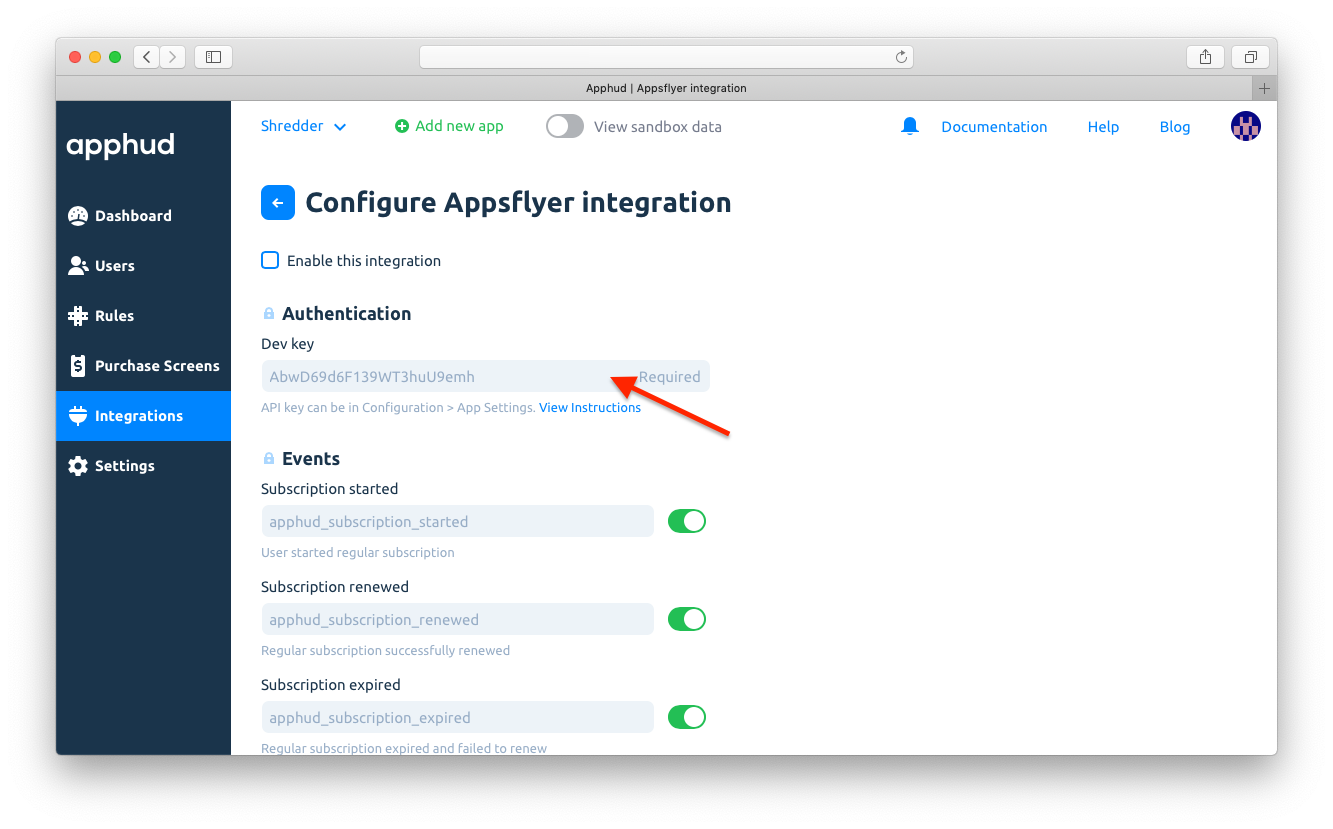 Apphud | Appsflyer integration
apphud
Shredder
Add new app
View sandbox data
Documentation
Help
Blog
Dashboard
Users
Rules
Purchase Screens
Integrations
Settings
Configure Appsflyer integration
Enable this integration
Authentication
Dev key
AbwD69d6F139WT3huU9emh
Required
API key can be in Configuration > App Settings. View Instructions
Events
Subscription started
apphud_subscription_started
User started regular subscription
Subscription renewed
apphud_subscription_renewed
Regular subscription successfully renewed
Subscription expired
apphud_subscription_expired
Regular subscription expired and failed to renew